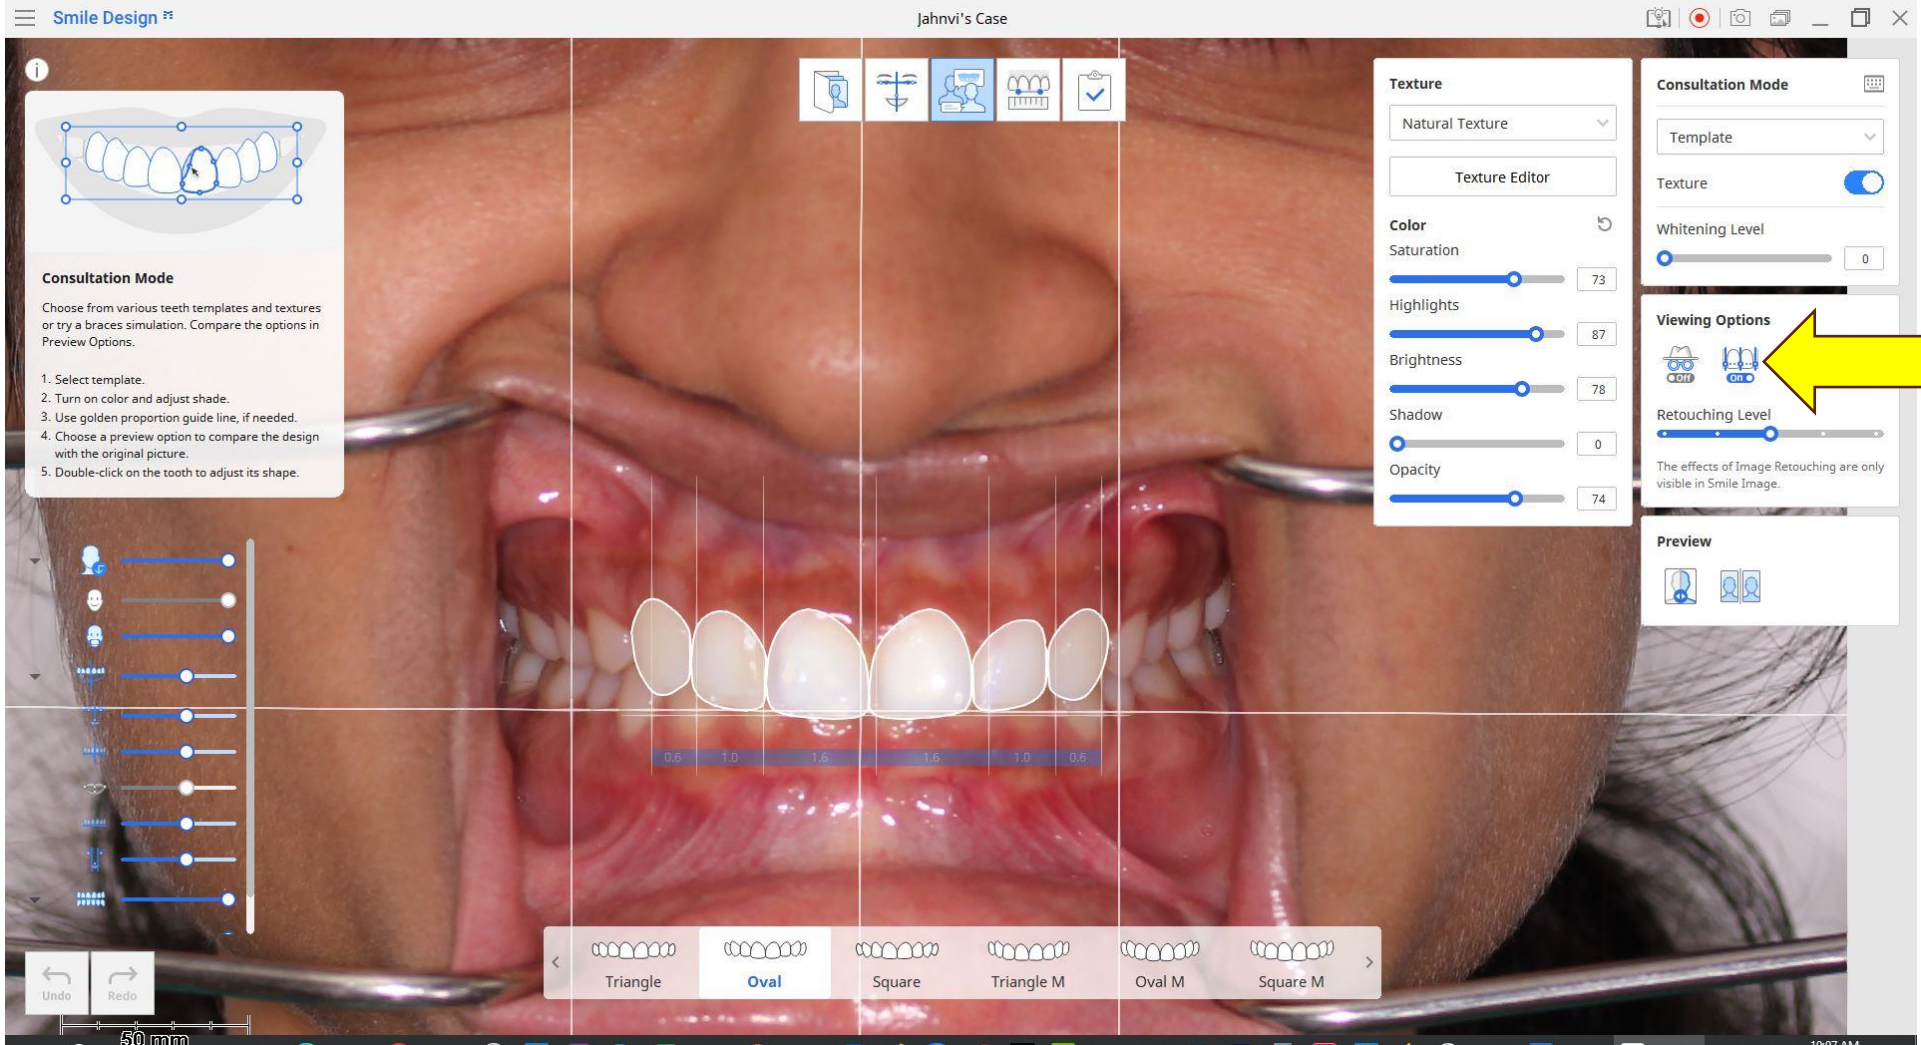 Smile Design
Jahnvi's Case
Consultation Mode
Choose from various teeth templates and textures
or try a braces simulation. Compare the options in
Preview Options.
1. Select template.
2. Turn on color and adjust shade.
3. Use golden proportion guide line, if needed.
4. Choose a preview option to compare the design
with the original picture.
5. Double-click on the tooth to adjust its shape.
Texture
Natural Texture
Texture Editor
Color
Saturation
73
Highlights
87
Brightness
78
Shadow
0
Opacity
74
Consultation Mode
Template
Texture
Whitening Level
0
Viewing Options
Off On
Retouching Level
The effects of Image Retouching are only
visible in Smile Image.
Preview
0.6 1.0 1.6 1.6 1.0 0.6
Triangle Oval Square Triangle M Oval M Square M
Undo Redo
50 mm
10:07 AM